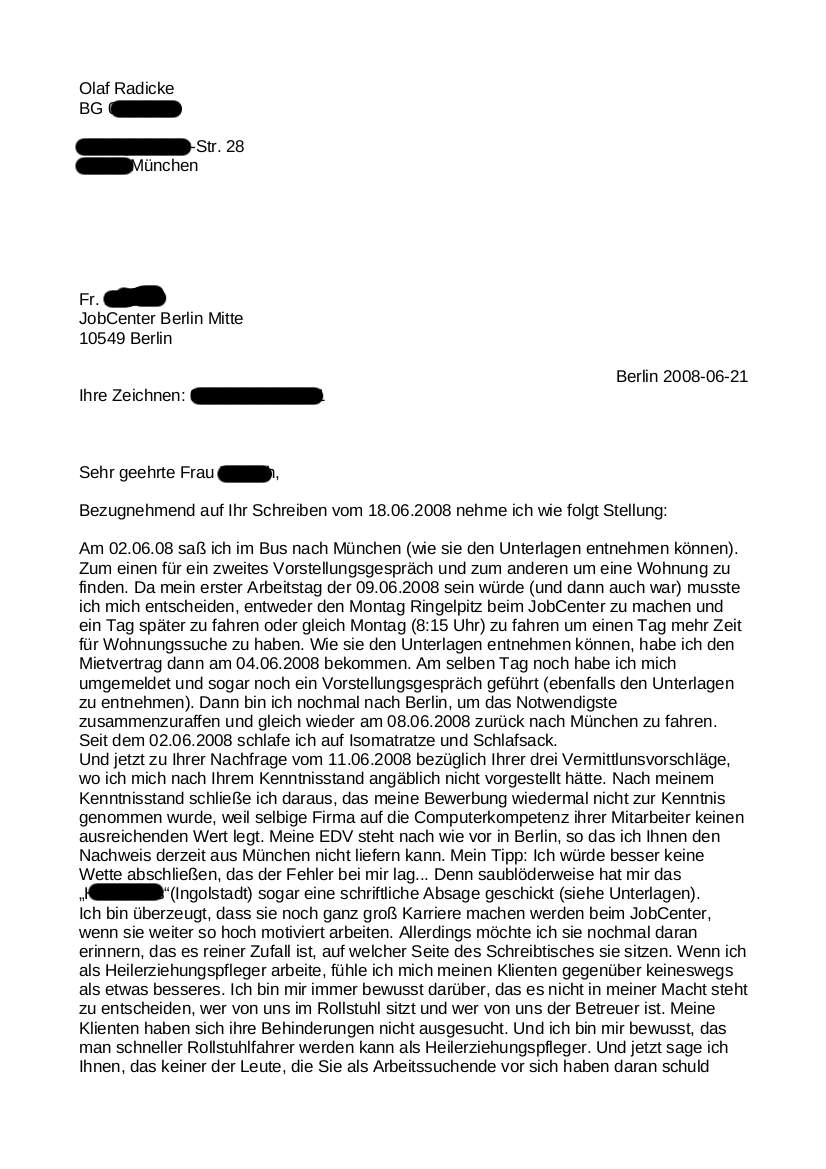 Olaf Radicke
BG
-Str. 28
München
Fr.
JobCenter Berlin Mitte
10549 Berlin
Berlin 2008-06-21
Ihre Zeichnen:
Sehr geehrte Frau ,
Bezugnehmend auf Ihr Schreiben vom 18.06.2008 nehme ich wie folgt Stellung:
Am 02.06.08 saß ich im Bus nach München (wie sie den Unterlagen entnehmen können).
Zum einen für ein zweites Vorstellungsgespräch und zum anderen um eine Wohnung zu
finden. Da mein erster Arbeitstag der 09.06.2008 sein würde (und dann auch war) musste
ich mich entscheiden, entweder den Montag Ringelpitz beim JobCenter zu machen und
ein Tag später zu fahren oder gleich Montag (8:15 Uhr) zu fahren um einen Tag mehr Zeit
für Wohnungssuche zu haben. Wie sie den Unterlagen entnehmen können, habe ich den
Mietvertrag dann am 04.06.2008 bekommen. Am selben Tag noch habe ich mich
umgemeldet und sogar noch ein Vorstellungsgespräch geführt (ebenfalls den Unterlagen
zu entnehmen). Dann bin ich nochmal nach Berlin, um das Notwendigste
zusammenzuraffen und gleich wieder am 08.06.2008 zurück nach München zu fahren.
Seit dem 02.06.2008 schlafe ich auf Isomatratze und Schlafsack.
Und jetzt zu Ihrer Nachfrage vom 11.06.2008 bezüglich Ihrer drei Vermittlunsvorschläge,
wo ich mich nach Ihrem Kenntnisstand angäblich nicht vorgestellt hätte. Nach meinem
Kenntnisstand schließe ich daraus, das meine Bewerbung wiedermal nicht zur Kenntnis
genommen wurde, weil selbige Firma auf die Computerkompetenz ihrer Mitarbeiter keinen
ausreichenden Wert legt. Meine EDV steht nach wie vor in Berlin, so das ich Ihnen den
Nachweis derzeit aus München nicht liefern kann. Mein Tipp: Ich würde besser keine
Wette abschließen, das der Fehler bei mir lag... Denn saublöderweise hat mir das
„ “(Ingolstadt) sogar eine schriftliche Absage geschickt (siehe Unterlagen).
Ich bin überzeugt, dass sie noch ganz groß Karriere machen werden beim JobCenter,
wenn sie weiter so hoch motiviert arbeiten. Allerdings möchte ich sie nochmal daran
erinnern, das es reiner Zufall ist, auf welcher Seite des Schreibtisches sie sitzen. Wenn ich
als Heilerziehungspfleger arbeite, fühle ich mich meinen Klienten gegenüber keineswegs
als etwas besseres. Ich bin mir immer bewusst darüber, das es nicht in meiner Macht steht
zu entscheiden, wer von uns im Rollstuhl sitzt und wer von uns der Betreuer ist. Meine
Klienten haben sich ihre Behinderungen nicht ausgesucht. Und ich bin mir bewusst, das
man schneller Rollstuhlfahrer werden kann als Heilerziehungspfleger. Und jetzt sage ich
Ihnen, das keiner der Leute, die Sie als Arbeitssuchende vor sich haben daran schuld